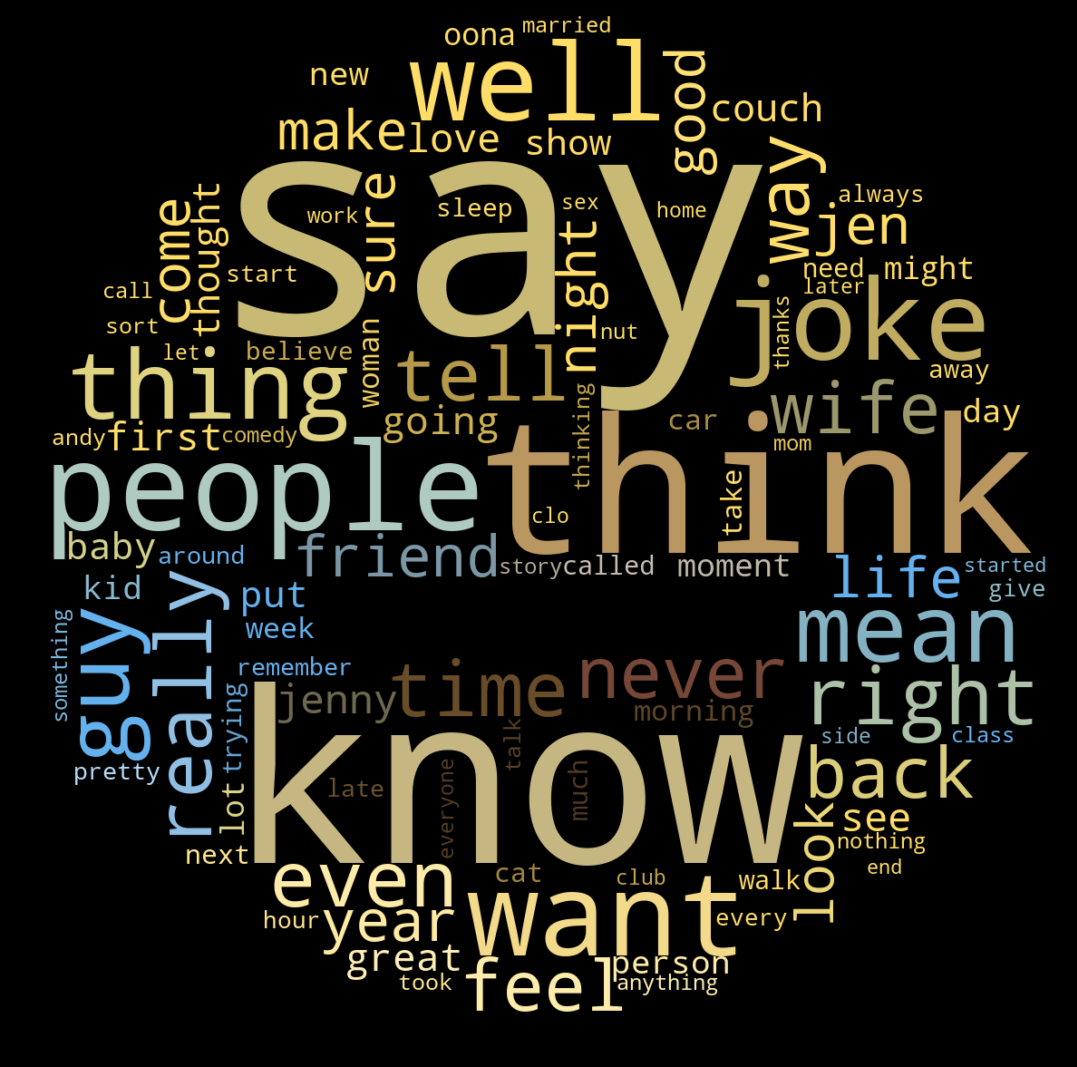 married
oona
well
new
good
couch
make
love
show
say
way
always
sure
sleep
sex
home
jen
come
thought
work
night
need
might
call
start
later
joke
sort
nut
thanks
let
believe
woman
tell
thing
away
wife
day
going
car
andy
first
comedy
thinking
mom
people
think
take
clo
baby
around
friend
story
called
moment
life
started
kid
put
give
really
guy
week
mean
something
remember
never
right
jenny
time
morning
trying
know
talk
side
class
pretty
lot
late
everyone
much
back
look
see
nothing
next
even
cat
club
walk
end
hour
year
want
every
great
person
took
feel
anything